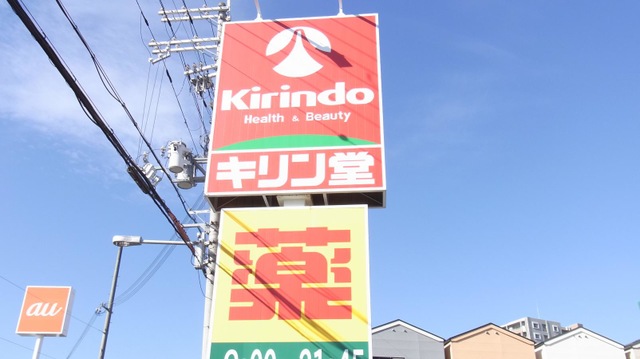 Kirindo
Health & Beauty
キリン堂
薬
au